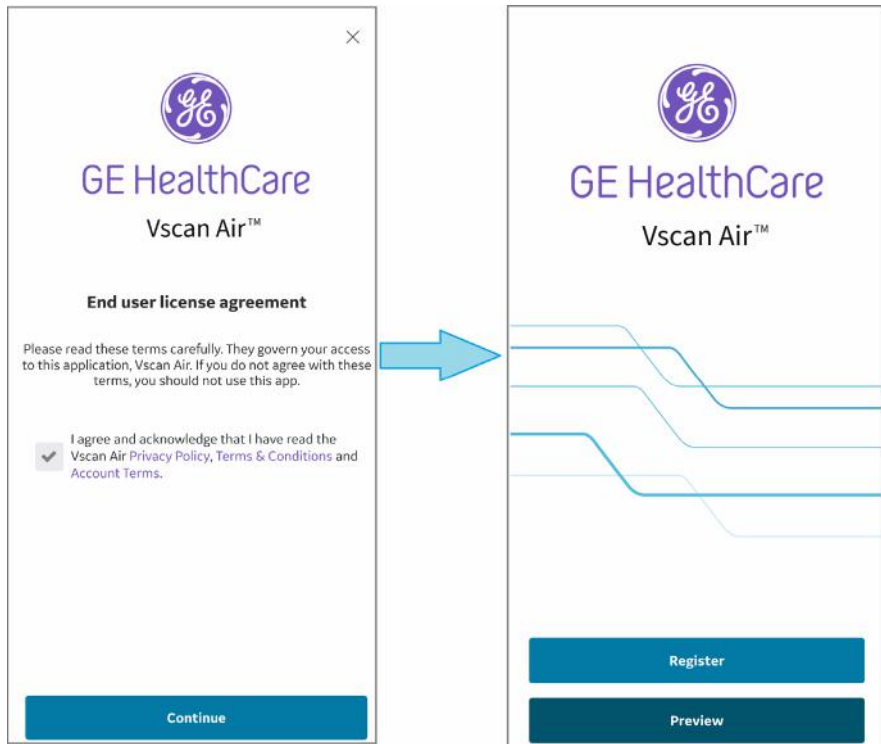 GE
GE HealthCare
Vscan Air™
End user license agreement
Please read these terms carefully. They govern your access
to this application, Vscan Air. If you do not agree with these
terms, you should not use this app.
I agree and acknowledge that I have read the
Vscan Air Privacy Policy, Terms & Conditions and
Account Terms.
Continue
GE
GE HealthCare
Vscan Air™
Register
Preview